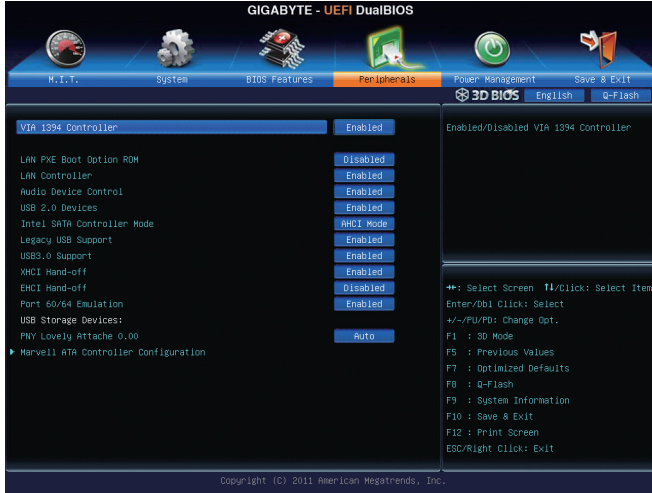 GIGABYTE - UEFI DualBIOS
M.I.T.
System
BIOS Features
Peripherals
Power Management
Save & Exit
3D BIOS
English
Q-Flash
VIA 1394 Controller Enabled
LAN PXE Boot Option ROM Disabled
LAN Controller Enabled
Audio Device Control Enabled
USB 2.0 Devices Enabled
Intel SATA Controller Mode AHCI Mode
Legacy USB Support Enabled
USB3.0 Support Enabled
XHCI Hand-off Enabled
EHCI Hand-off Disabled
Port 60/64 Emulation Enabled
USB Storage Devices:
PNY Lovely Attache 0.00 Auto
Marvell ATA Controller Configuration
Enabled/Disabled VIA 1394 Controller
→←: Select Screen ↑↓/Click: Select Item
Enter/Dbl Click: Select
+/-/PU/PD: Change Opt.
F1 : 3D Mode
F5 : Previous Values
F7 : Optimized Defaults
F8 : Q-Flash
F9 : System Information
F10 : Save & Exit
F12 : Print Screen
ESC/Right Click: Exit
Copyright (C) 2011 American Megatrends, Inc.